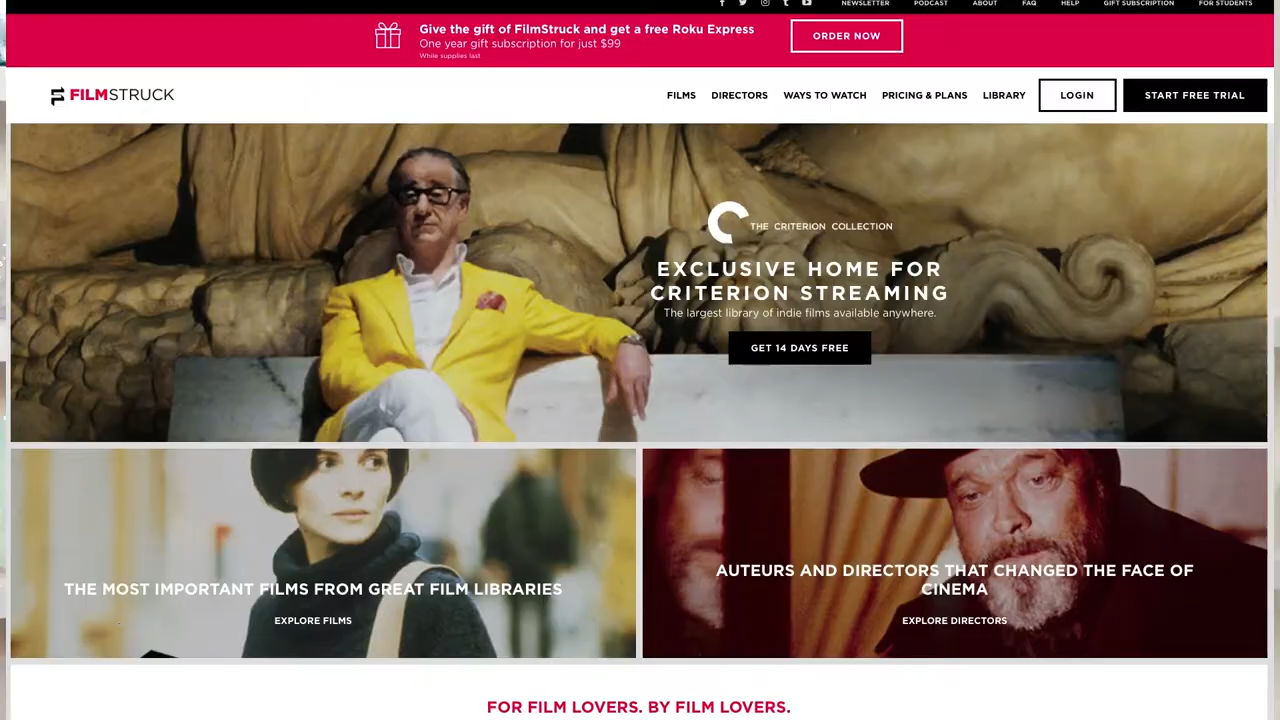 NEWSLETTER PODCAST ABOUT FAQ HELP GIFT SUBSCRIPTION FOR STUDENTS
Give the gift of FilmStruck and get a free Roku Express
One year gift subscription for just $99
While supplies last
ORDER NOW
FILMSTRUCK
FILMS DIRECTORS WAYS TO WATCH PRICING & PLANS LIBRARY LOGIN START FREE TRIAL
THE CRITERION COLLECTION
EXCLUSIVE HOME FOR
CRITERION STREAMING
The largest library of indie films available anywhere.
GET 14 DAYS FREE
THE MOST IMPORTANT FILMS FROM GREAT FILM LIBRARIES
EXPLORE FILMS
AUTEURS AND DIRECTORS THAT CHANGED THE FACE OF
CINEMA
EXPLORE DIRECTORS
FOR FILM LOVERS. BY FILM LOVERS.